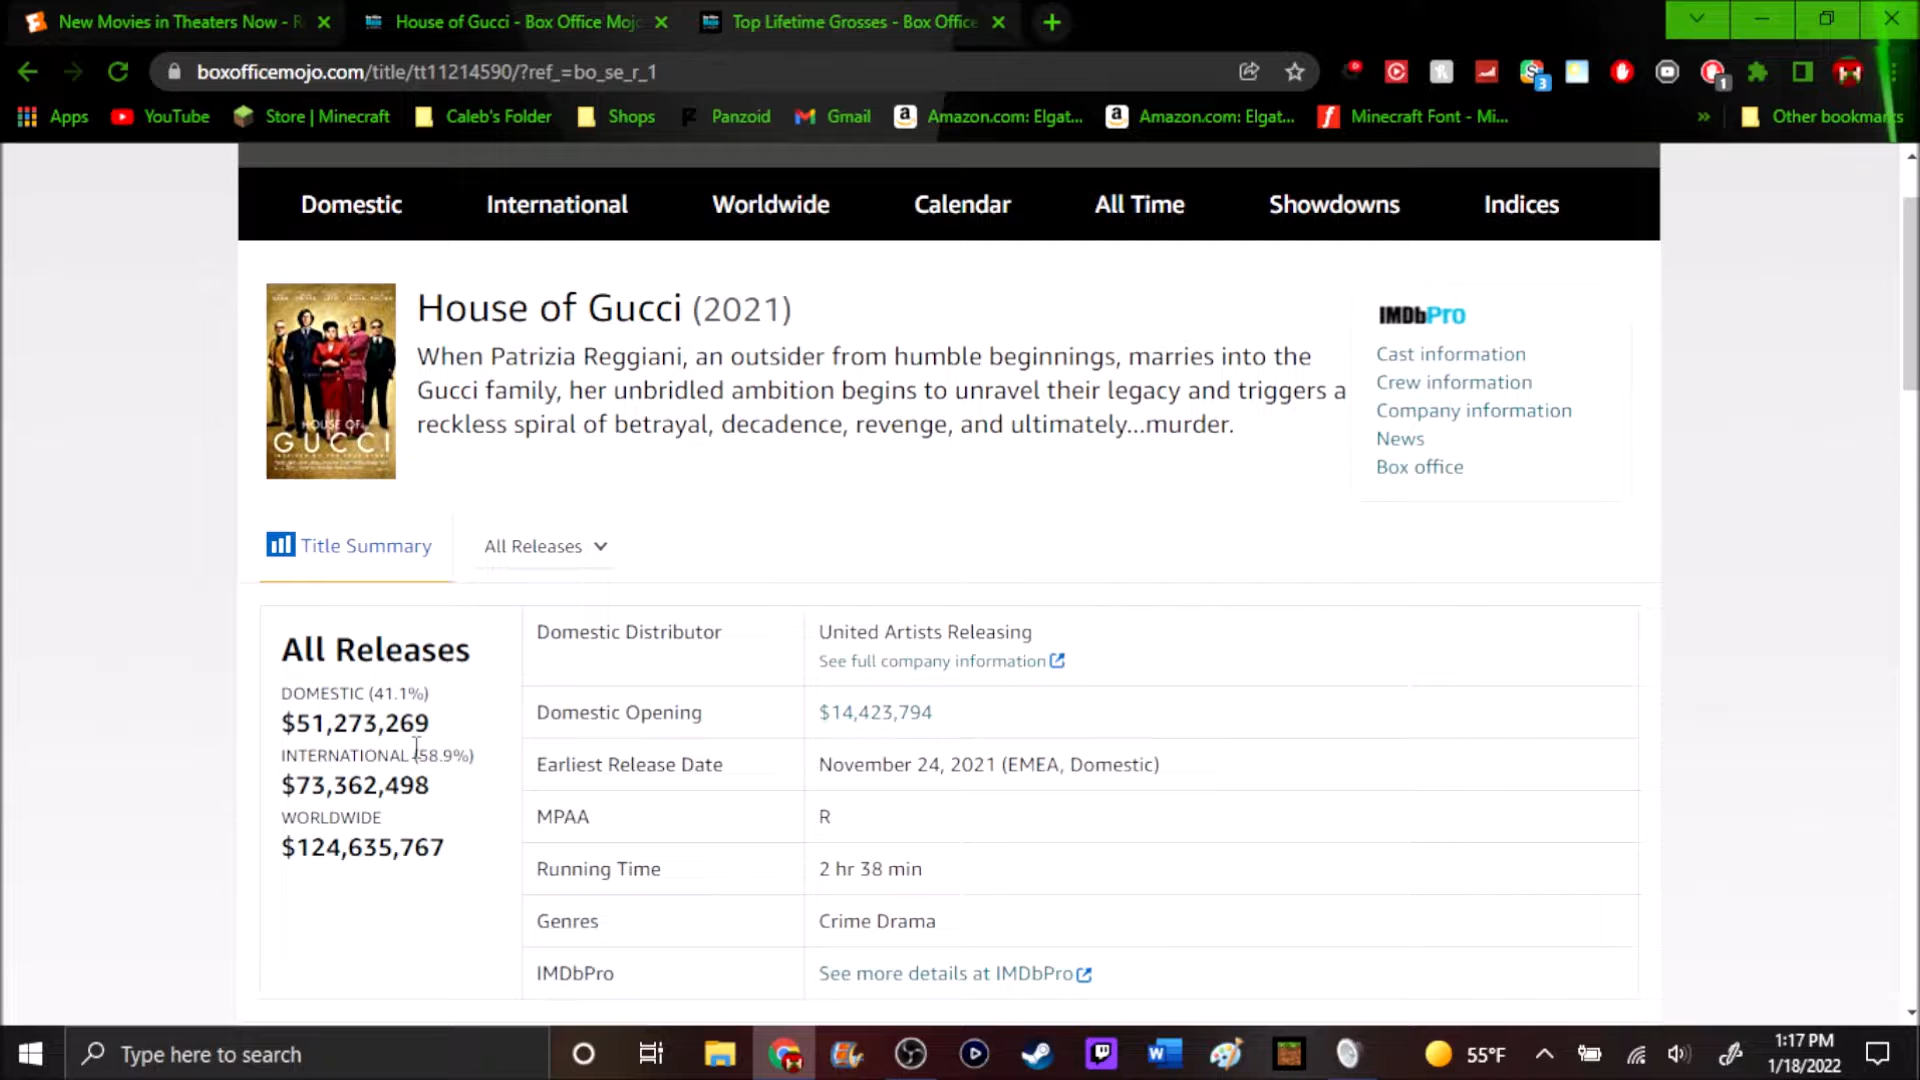 New Movies in Theaters Now - R
House of Gucci - Box Office Mojo
Top Lifetime Grosses - Box Office
boxofficemojo.com/title/tt11214590/?ref_=bo_se_r_1
3
1
Apps
YouTube
Store | Minecraft
Caleb's Folder
Shops
Panzoid
Gmail
Amazon.com: Elgat...
Amazon.com: Elgat...
Minecraft Font - Mi...
»
Other bookmarks
Domestic
International
Worldwide
Calendar
All Time
Showdowns
Indices
HOUSE OF
GUCCI
House of Gucci (2021)
When Patrizia Reggiani, an outsider from humble beginnings, marries into the
Gucci family, her unbridled ambition begins to unravel their legacy and triggers a
reckless spiral of betrayal, decadence, revenge, and ultimately...murder.
IMDbPro
Cast information
Crew information
Company information
News
Box office
Title Summary
All Releases
All Releases
DOMESTIC (41.1%)
$51,273,269
INTERNATIONAL (58.9%)
$73,362,498
WORLDWIDE
$124,635,767
Domestic Distributor
United Artists Releasing
See full company information
Domestic Opening
$14,423,794
Earliest Release Date
November 24, 2021 (EMEA, Domestic)
MPAA
R
Running Time
2 hr 38 min
Genres
Crime Drama
IMDbPro
See more details at IMDbPro
Type here to search
55°F
1:17 PM
1/18/2022